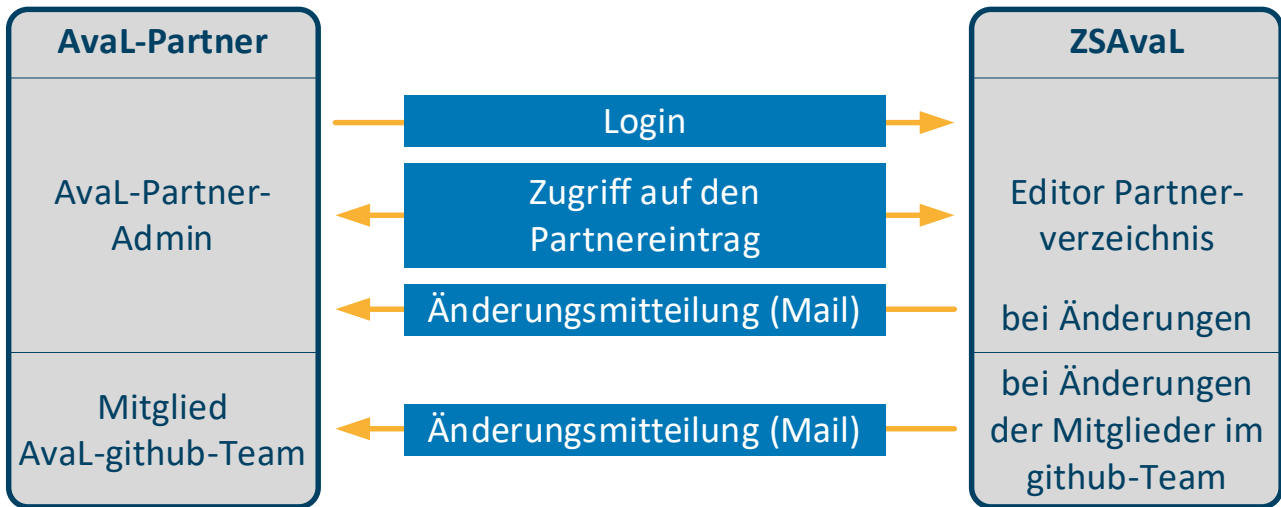 AvaL-Partner
AvaL-Partner-
Admin
Mitglied
AvaL-github-Team
Login
Zugriff auf den
Partnereintrag
Änderungsmitteilung (Mail)
Änderungsmitteilung (Mail)
ZSAvaL
Editor Partner-
verzeichnis
bei Änderungen
bei Änderungen
der Mitglieder im
github-Team